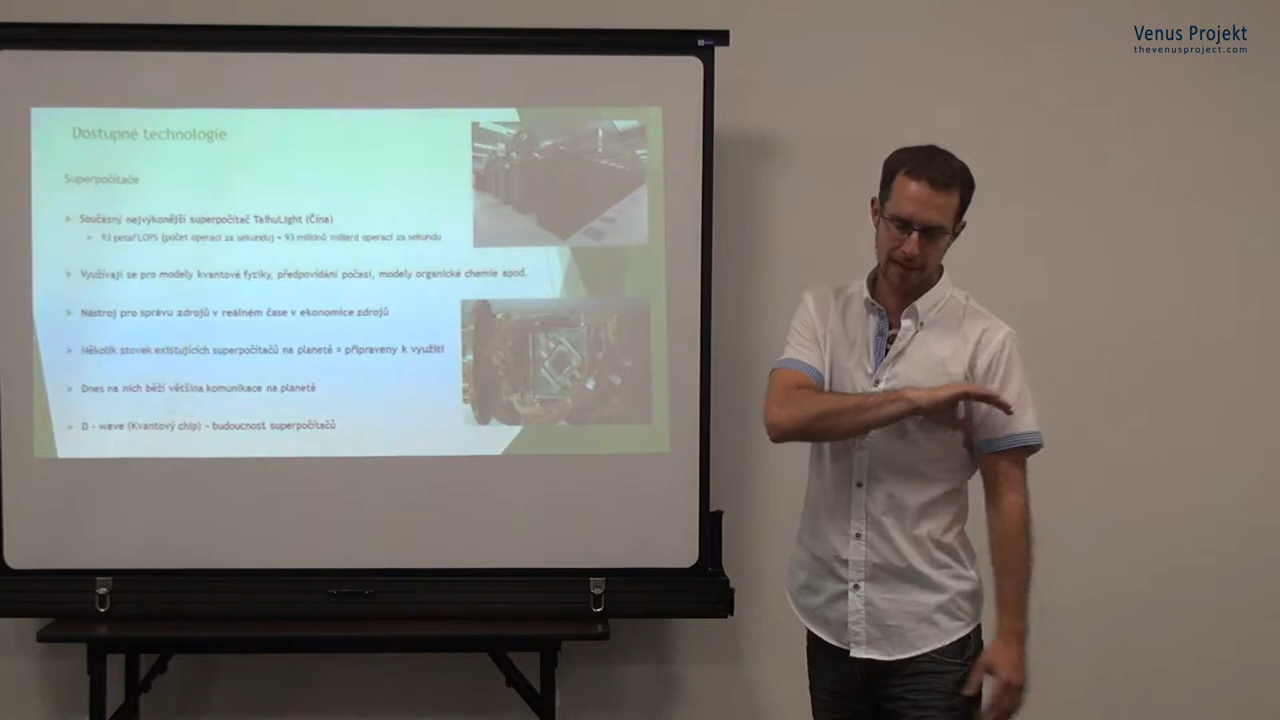 Venus Projekt
thevenusproject.com
Dostupné technologie
Superpočítače
Současný nejvýkonější superpočítač TaihuLight (Čína)
93 petaFLOPS (počet operací za sekundu) = 93 miliónů miliard operací za sekundu
Využívají se pro modely kvantové fyziky, předpovídání počasí, modely organické chemie apod.
Nástroj pro správu zdrojů v reálném čase v ekonomice zdrojů
Několik stovek existujících superpočítačů na planetě = připraveny k využití
Dnes na nich běží většina komunikace na planetě
D - wave (Kvantový chip) - budoucnost superpočítačů